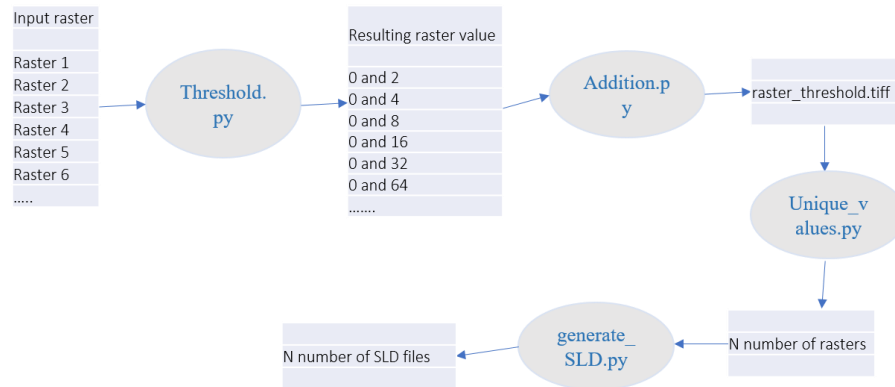 Input raster
Raster 1
Raster 2
Raster 3
Raster 4
Raster 5
Raster 6
.....
Threshold.
py
Resulting raster value
0 and 2
0 and 4
0 and 8
0 and 16
0 and 32
0 and 64
.......
Addition.p
y
raster_threshold.tiff
Unique_v
alues.py
N number of rasters
generate_
SLD.py
N number of SLD files